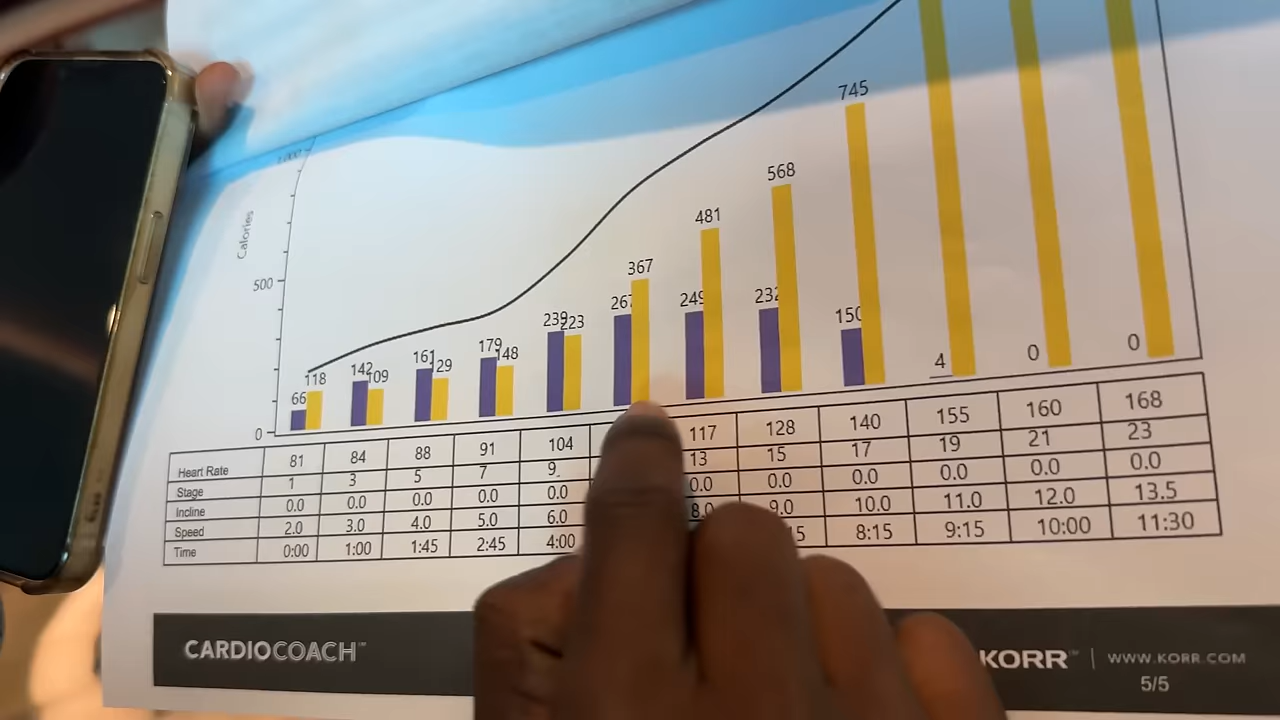 745
568
481
367
Calories
500
239 223
267
249
232
150
179 148
161 129
142 109
66 118
4
0
0
0
Heart Rate 81 84 88 91 104 117 128 140 155 160 168
Stage 1 3 5 7 9 13 15 17 19 21 23
Incline 0.0 0.0 0.0 0.0 0.0 0.0 0.0 0.0 0.0 0.0 0.0
Speed 2.0 3.0 4.0 5.0 6.0 8.0 9.0 10.0 11.0 12.0 13.5
Time 0:00 1:00 1:45 2:45 4:00 8:15 9:15 10:00 11:30
CARDIOCOACH™
KORR™ | WWW.KORR.COM
5/5